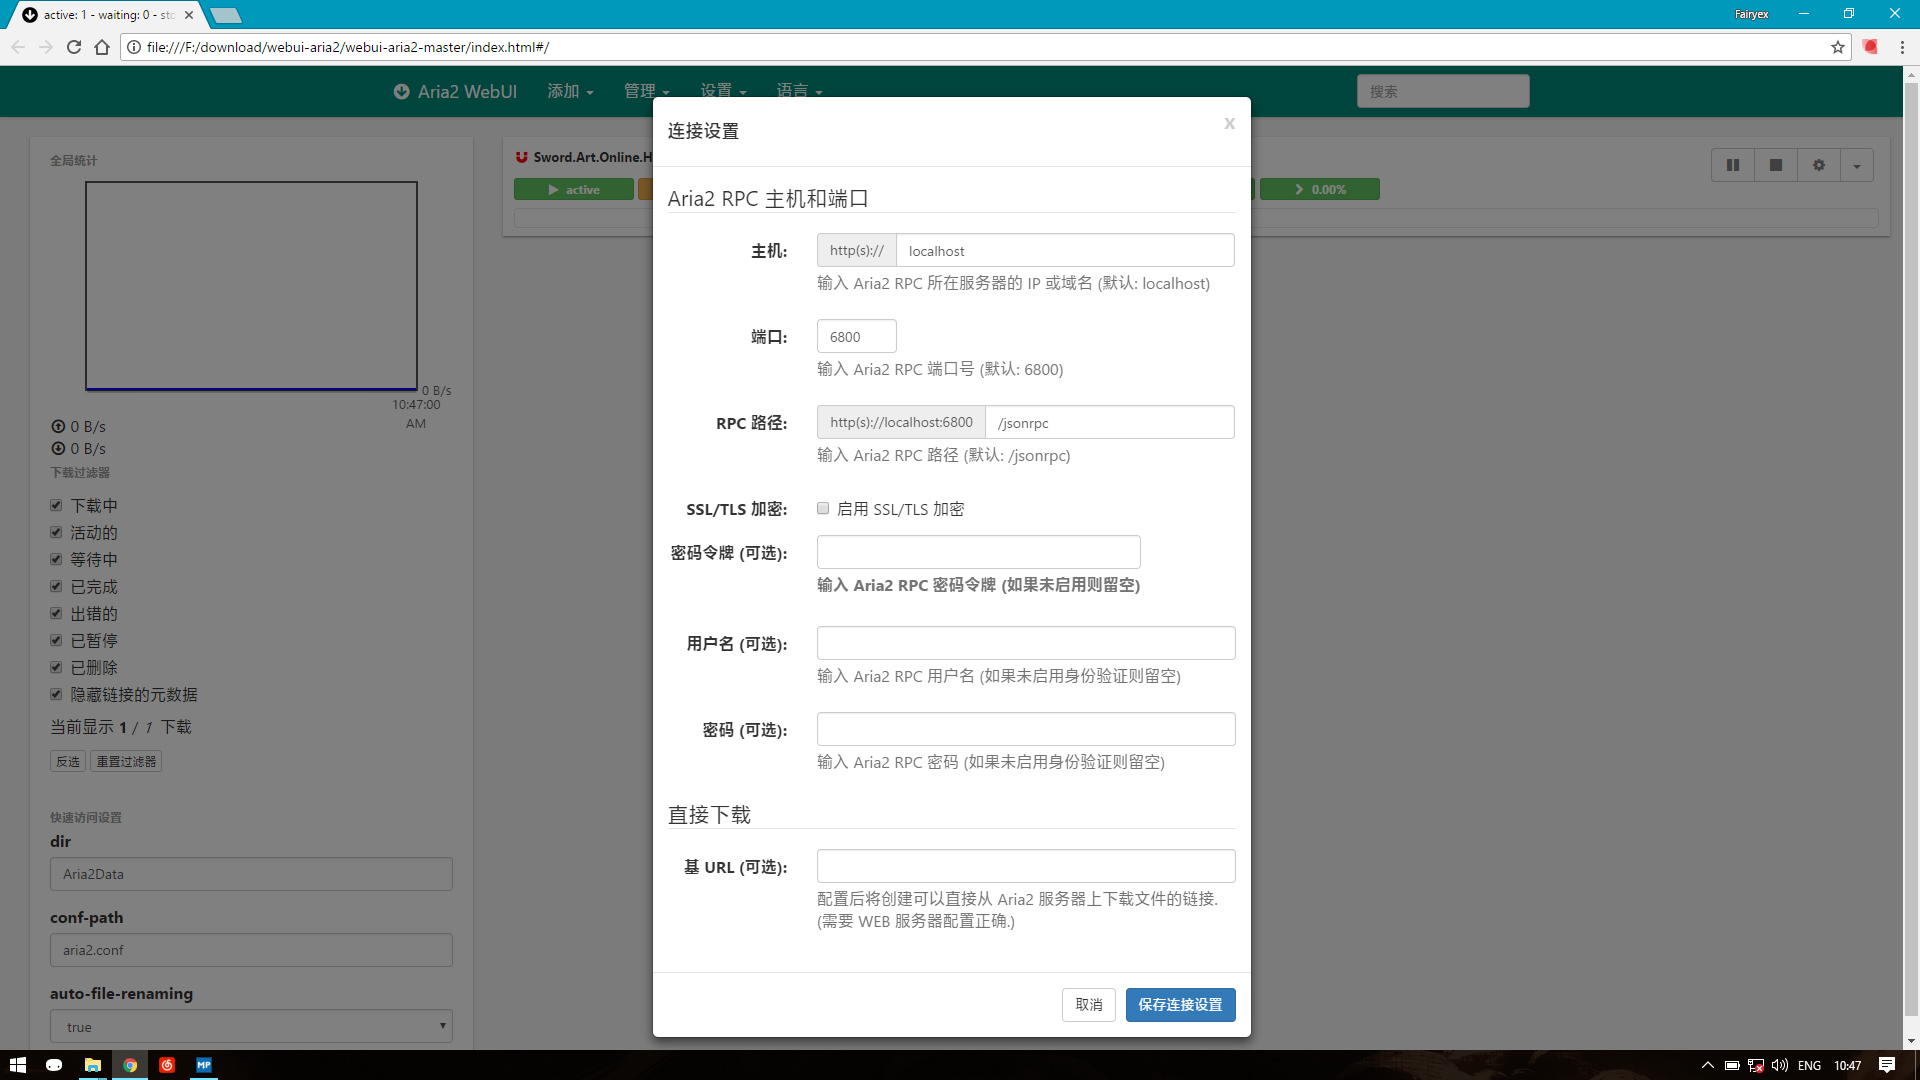 active: 1 - waiting: 0 - sto
Fairyex
file:///F:/download/webui-aria2/webui-aria2-master/index.html#/
Aria2 WebUI 添加 管理 设置 语言 搜索
连接设置 x
全局统计
Sword.Art.Online.H
active
0.00%
Aria2 RPC 主机和端口
主机: http(s):// localhost
输入 Aria2 RPC 所在服务器的 IP 或域名 (默认: localhost)
端口: 6800
输入 Aria2 RPC 端口号 (默认: 6800)
0 B/s
10:47:00
AM
RPC 路径: http(s)://localhost:6800 /jsonrpc
输入 Aria2 RPC 路径 (默认: /jsonrpc)
0 B/s
0 B/s
下载过滤器
下载中
活动的
等待中
已完成
出错的
已暂停
已删除
隐藏链接的元数据
当前显示 1 / 1 下载
反选 重置过滤器
快速访问设置
dir
Aria2Data
conf-path
aria2.conf
auto-file-renaming
true
SSL/TLS 加密: 启用 SSL/TLS 加密
密码令牌 (可选):
输入 Aria2 RPC 密码令牌 (如果未启用则留空)
用户名 (可选):
输入 Aria2 RPC 用户名 (如果未启用身份验证则留空)
密码 (可选):
输入 Aria2 RPC 密码 (如果未启用身份验证则留空)
直接下载
基 URL (可选):
配置后将创建可以直接从 Aria2 服务器上下载文件的链接.
(需要 WEB 服务器配置正确.)
取消 保存连接设置
MP
ENG 10:47